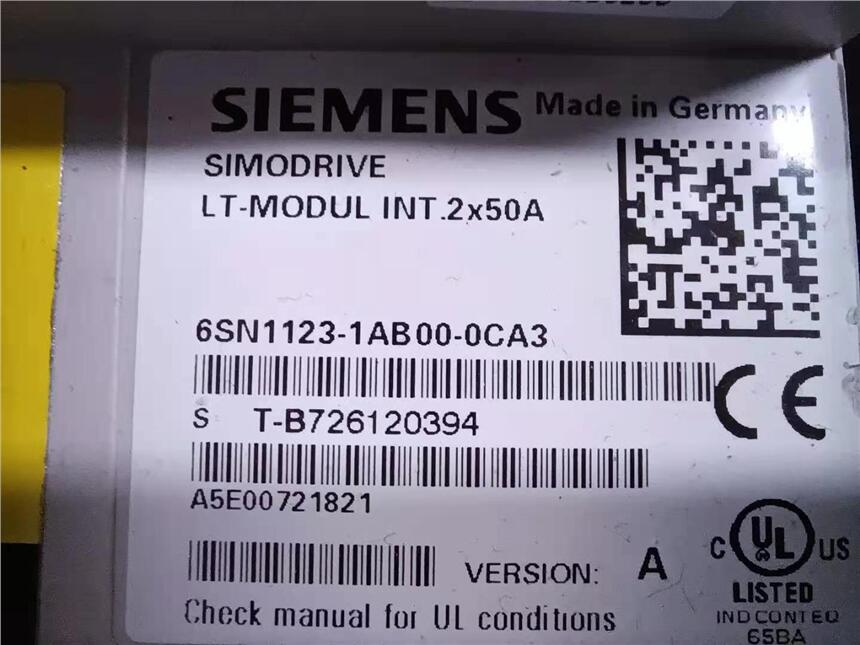 SIEMENS Made in Germany
SIMODRIVE
LT-MODUL INT.2x50A
6SN1123-1AB00-0CA3
S T-B726120394
A5E00721821
VERSION: A
Check manual for UL conditions
CE
C UL US
LISTED
IND CONT EQ
65BA